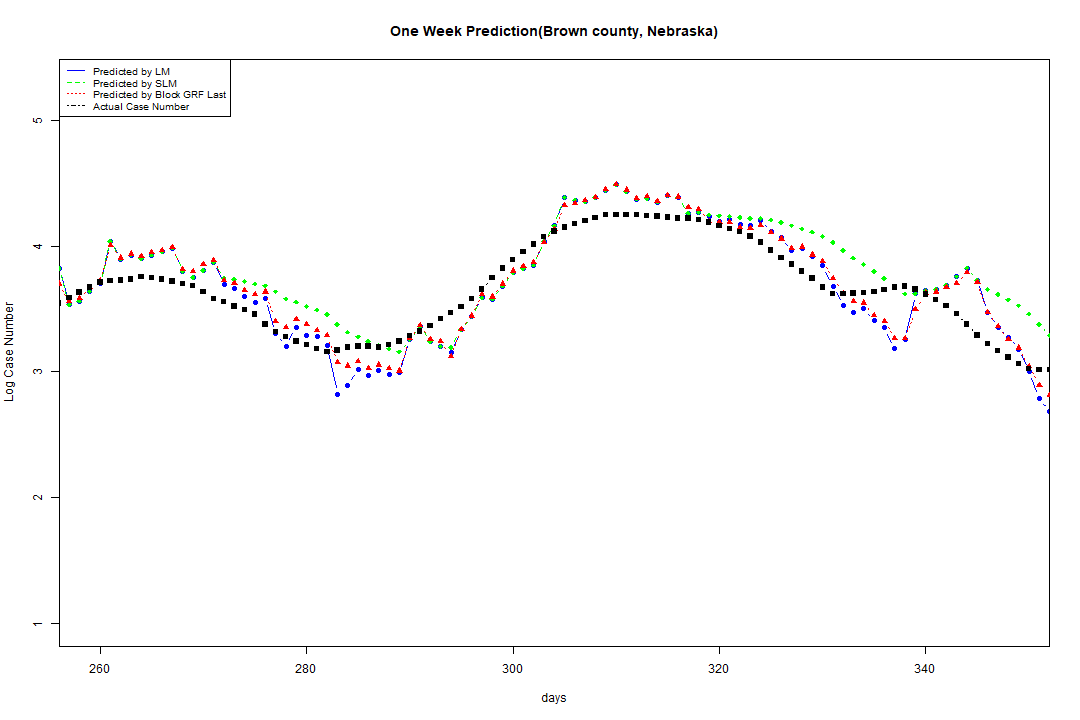 One Week Prediction(Brown county, Nebraska)
Predicted by LM
Predicted by SLM
Predicted by Block GRF Last
Actual Case Number
5
4
3
2
1
Log Case Number
260 280 300 320 340
days